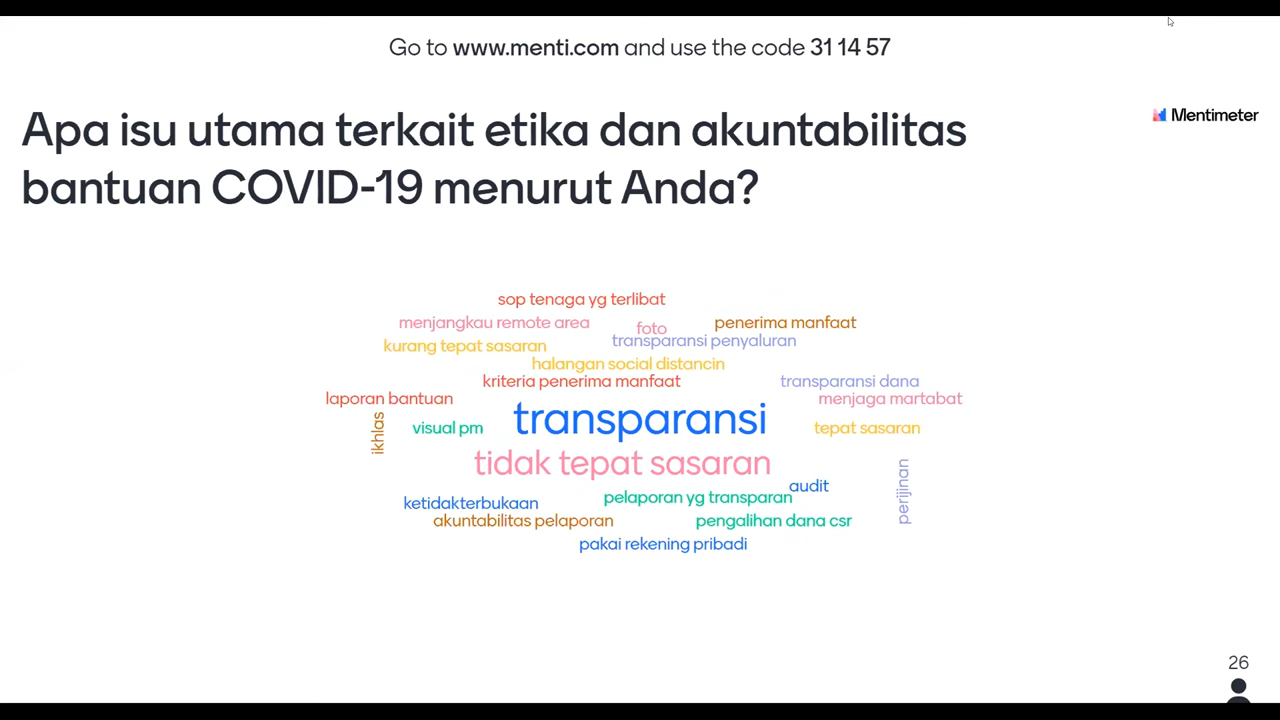 Go to www.menti.com and use the code 31 14 57
Mentimeter
Apa isu utama terkait etika dan akuntabilitas
bantuan COVID-19 menurut Anda?
sop tenaga yg terlibat
menjangkau remote area
foto
penerima manfaat
kurang tepat sasaran
transparansi penyaluran
halangan social distancin
kriteria penerima manfaat
transparansi dana
laporan bantuan
menjaga martabat
ikhlas
visual pm
transparansi
tepat sasaran
tidak tepat sasaran
perijinan
audit
ketidakterbukaan
pelaporan yg transparan
akuntabilitas pelaporan
pengalihan dana csr
pakai rekening pribadi
26